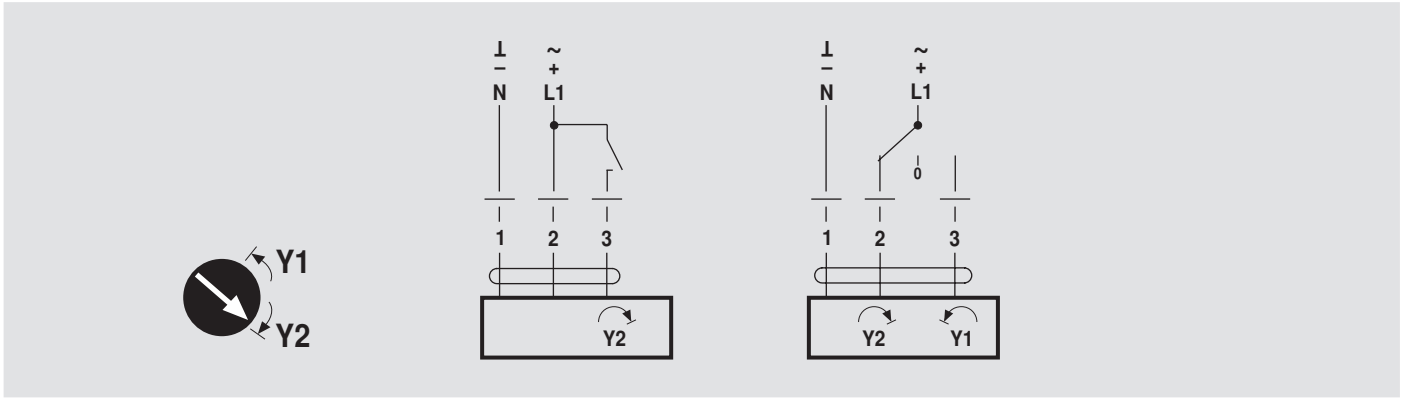 ⊥ ~ ⊥ ~
– + – +
N L1 N L1
0
1 2 3 1 2 3
Y1
Y2
Y2 Y2 Y1